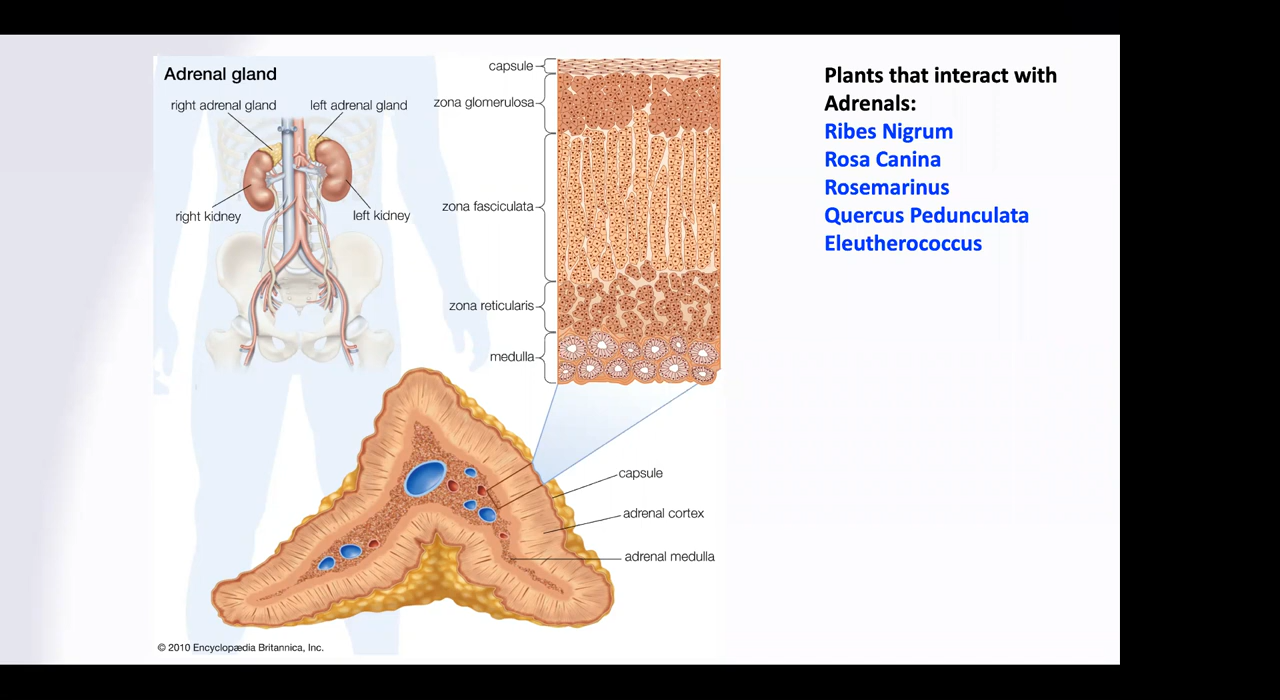 Adrenal gland
right adrenal gland
left adrenal gland
right kidney
left kidney
capsule
zona glomerulosa
zona fasciculata
zona reticularis
medulla
capsule
adrenal cortex
adrenal medulla
© 2010 Encyclopædia Britannica, Inc.
Plants that interact with
Adrenals:
Ribes Nigrum
Rosa Canina
Rosemarinus
Quercus Pedunculata
Eleutherococcus